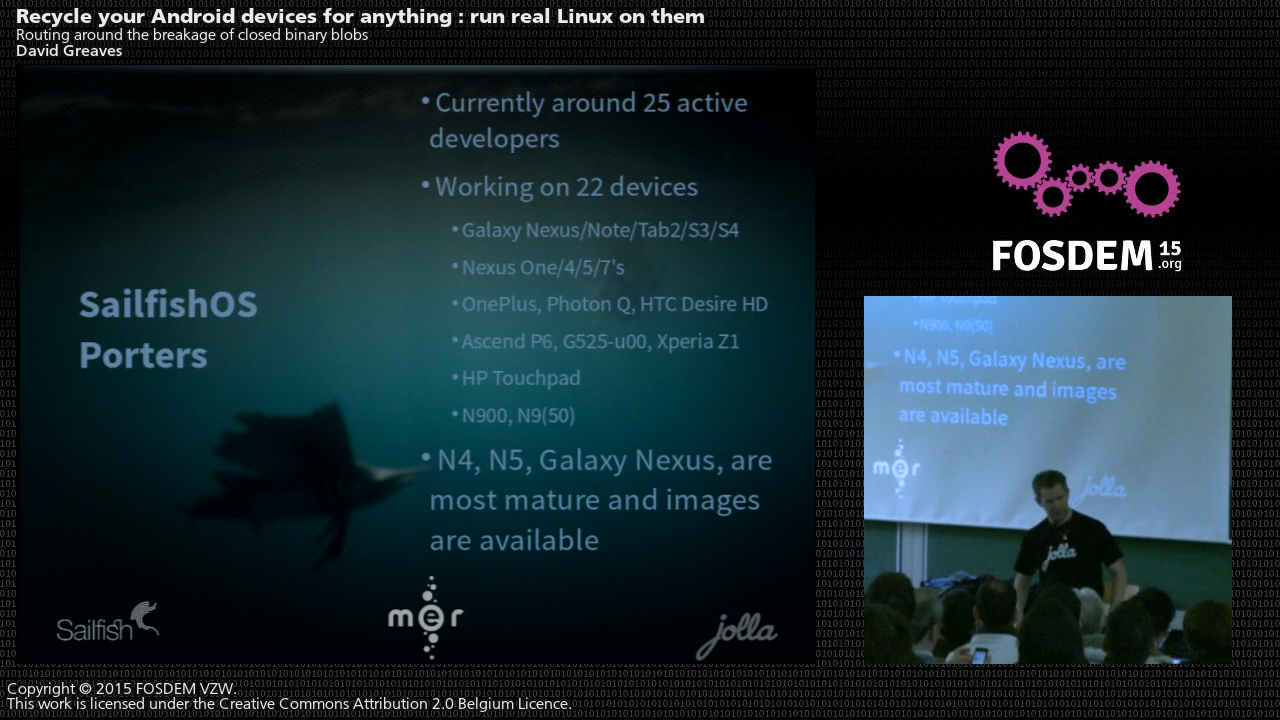 Recycle your Android devices for anything : run real Linux on them
Routing around the breakage of closed binary blobs
David Greaves
• Currently around 25 active
developers
• Working on 22 devices
• Galaxy Nexus/Note/Tab2/S3/S4
• Nexus One/4/5/7's
• OnePlus, Photon Q, HTC Desire HD
• Ascend P6, G525-u00, Xperia Z1
• HP Touchpad
• N900, N9(50)
• N4, N5, Galaxy Nexus, are
most mature and images
are available
SailfishOS
Porters
Sailfish
mer
jolla
FOSDEM 15
.org
HP Touchpad
• N900, N9(50)
• N4, N5, Galaxy Nexus, are
most mature and images
are available
mer
jolla
jolla
Copyright © 2015 FOSDEM VZW.
This work is licensed under the Creative Commons Attribution 2.0 Belgium Licence.